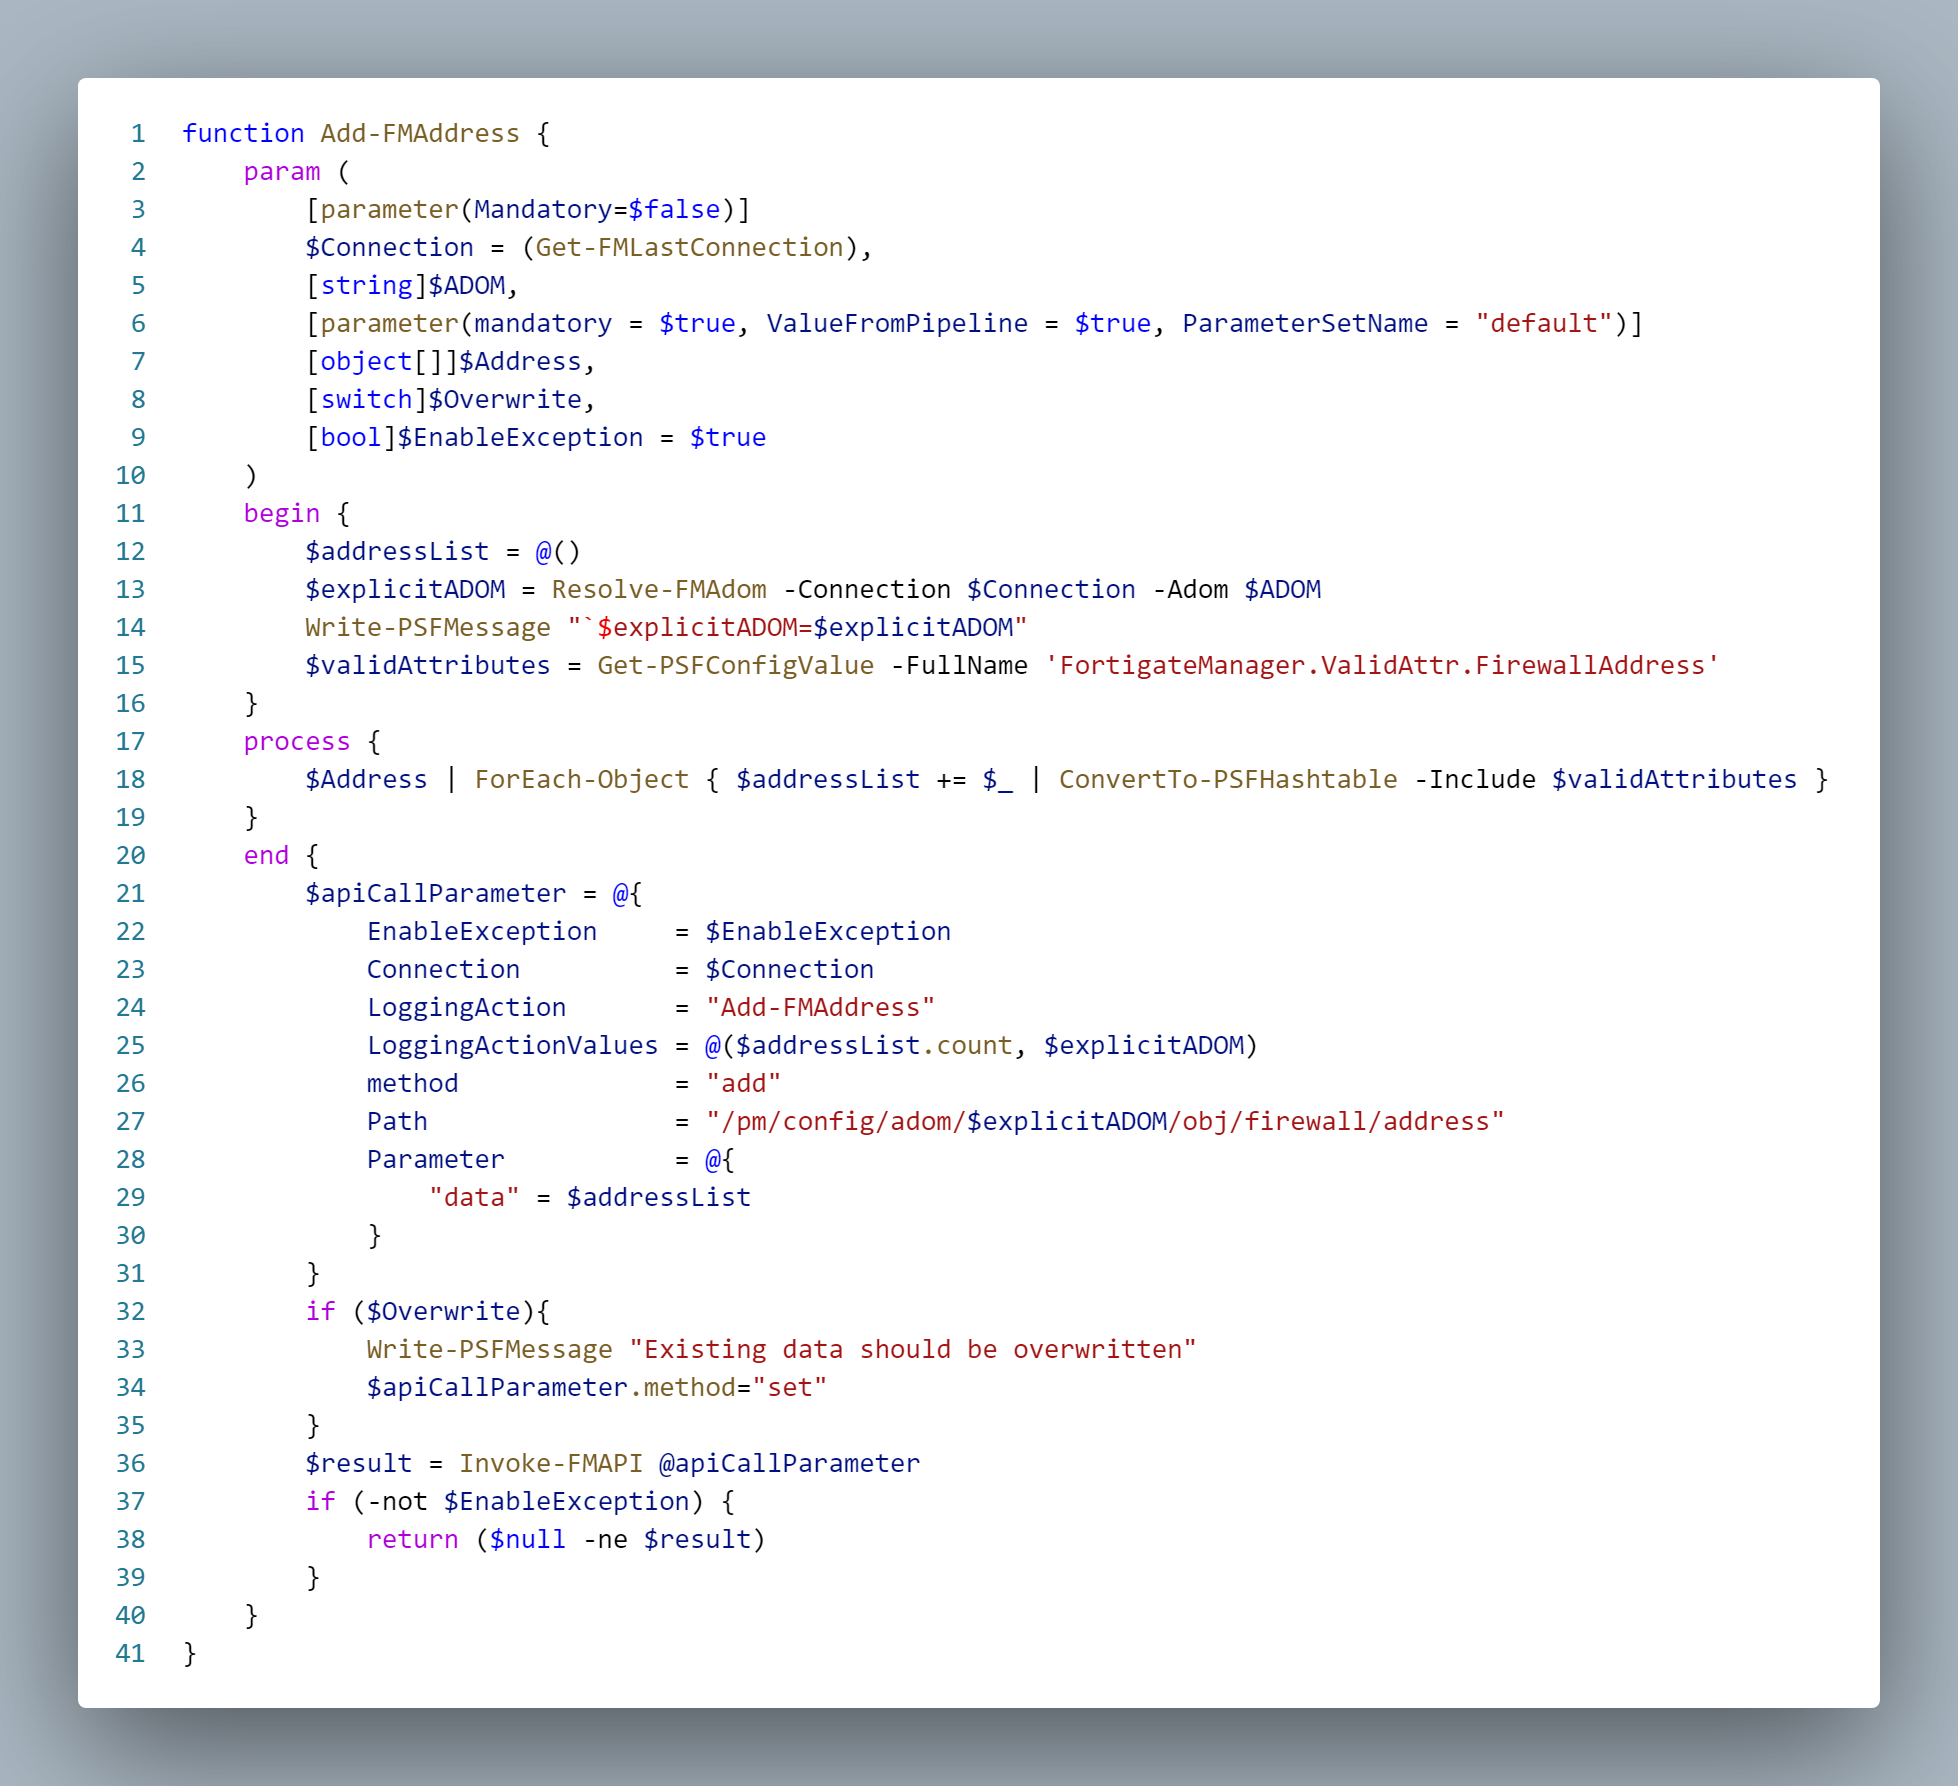 1 function Add-FMAddress {
2     param (
3         [parameter(Mandatory=$false)]
4         $Connection = (Get-FMLastConnection),
5         [string]$ADOM,
6         [parameter(mandatory = $true, ValueFromPipeline = $true, ParameterSetName = "default")]
7         [object[]]$Address,
8         [switch]$Overwrite,
9         [bool]$EnableException = $true
10     )
11     begin {
12         $addressList = @()
13         $explicitADOM = Resolve-FMAdom -Connection $Connection -Adom $ADOM
14         Write-PSFMessage "`$explicitADOM=$explicitADOM"
15         $validAttributes = Get-PSFConfigValue -FullName 'FortigateManager.ValidAttr.FirewallAddress'
16     }
17     process {
18         $Address | ForEach-Object { $addressList += $_ | ConvertTo-PSFHashtable -Include $validAttributes }
19     }
20     end {
21         $apiCallParameter = @{
22             EnableException     = $EnableException
23             Connection          = $Connection
24             LoggingAction       = "Add-FMAddress"
25             LoggingActionValues = @($addressList.count, $explicitADOM)
26             method              = "add"
27             Path                = "/pm/config/adom/$explicitADOM/obj/firewall/address"
28             Parameter           = @{
29                 "data" = $addressList
30             }
31         }
32         if ($Overwrite){
33             Write-PSFMessage "Existing data should be overwritten"
34             $apiCallParameter.method="set"
35         }
36         $result = Invoke-FMAPI @apiCallParameter
37         if (-not $EnableException) {
38             return ($null -ne $result)
39         }
40     }
41 }